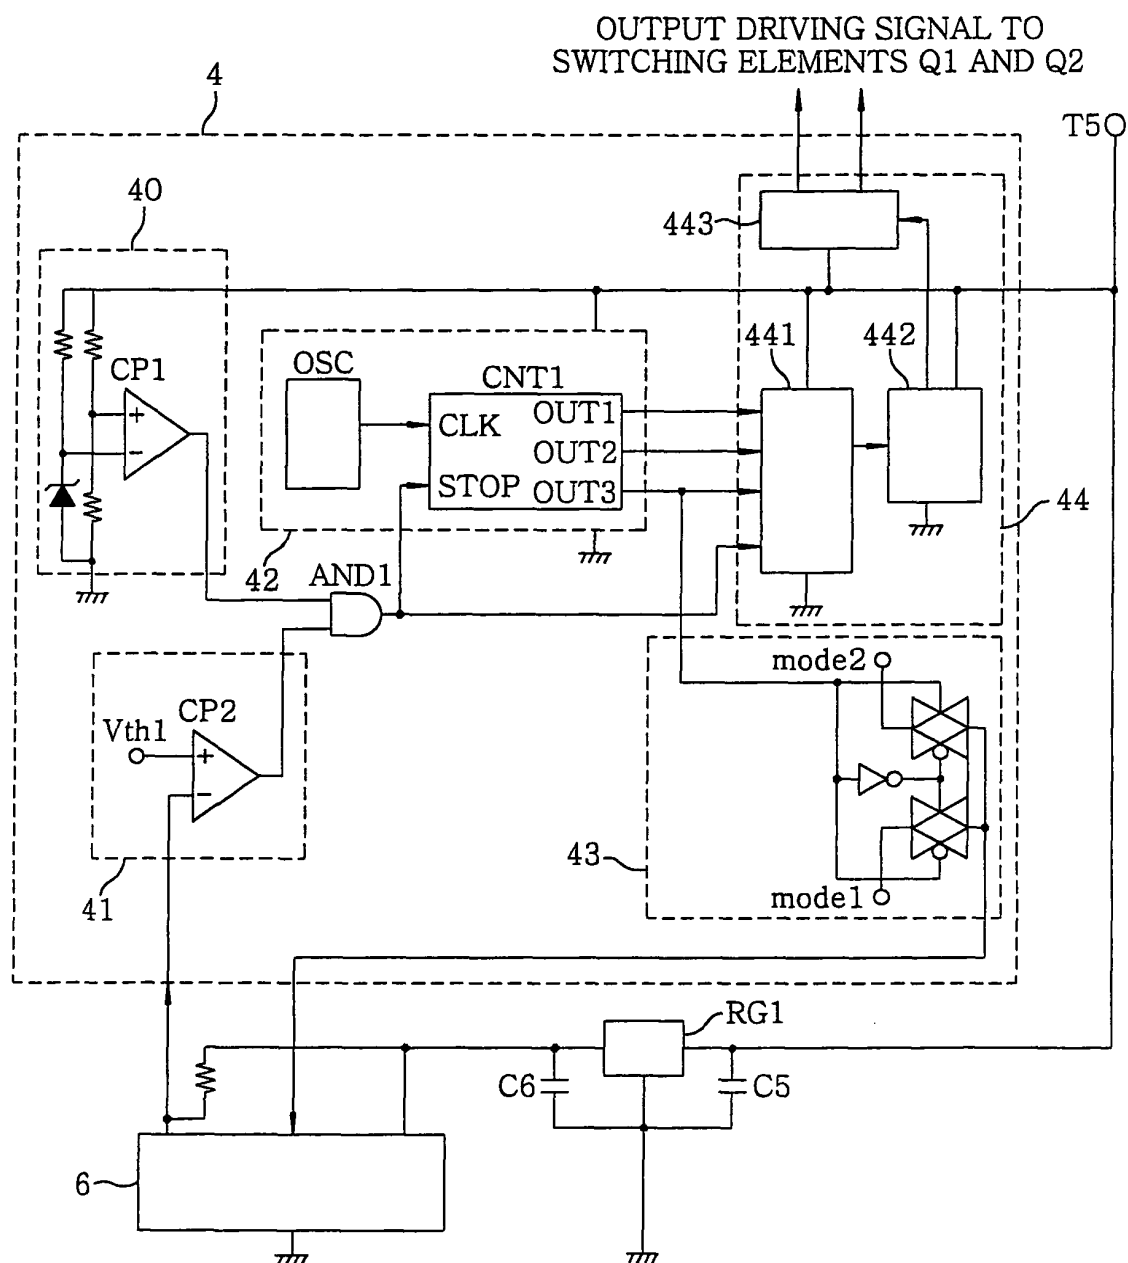 OUTPUT DRIVING SIGNAL TO
SWITCHING ELEMENTS Q1 AND Q2
4
T5
40
443
441
442
OSC
CNT1
CP1
+
−
CLK
STOP
OUT1
OUT2
OUT3
44
42
AND1
mode2
CP2
Vth1
+
−
43
mode1
41
RG1
C6
C5
6